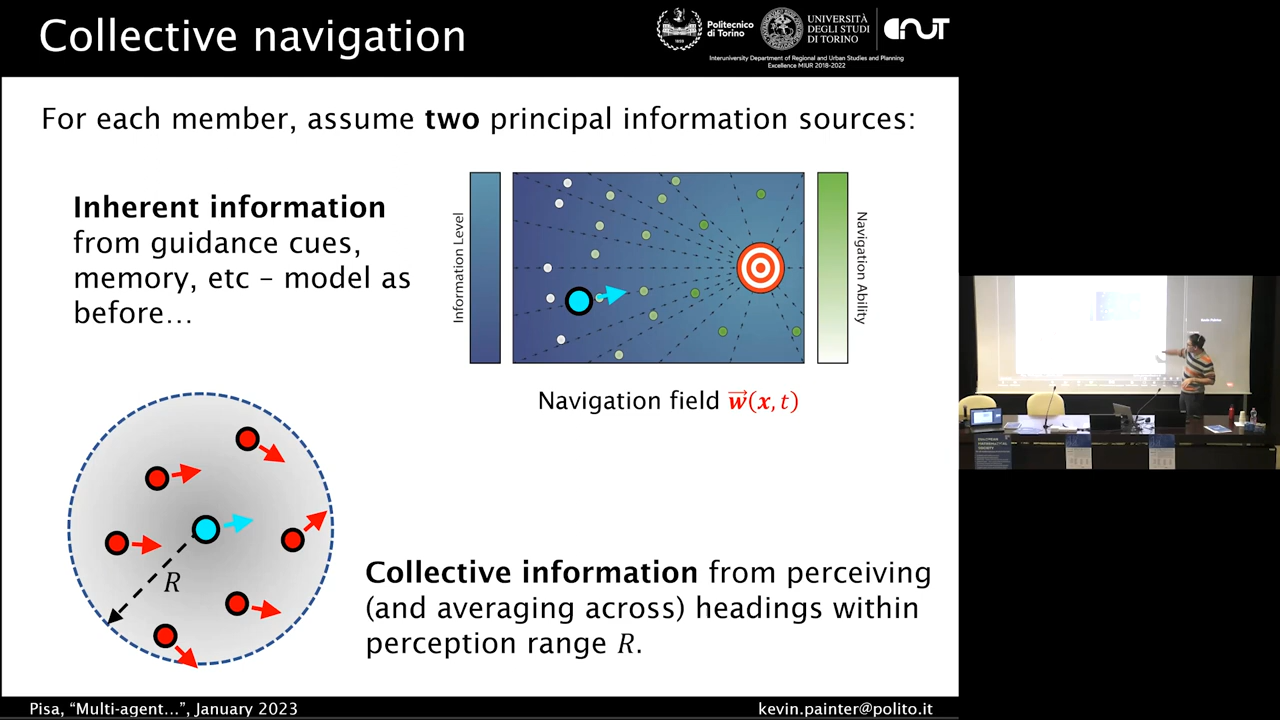 Collective navigation
Politecnico
di Torino
UNIVERSITÀ
DEGLI STUDI
DI TORINO
Interuniversity Department of Regional and Urban Studies and Planning
Excellence MIUR 2018-2022
For each member, assume two principal information sources:
Inherent information
from guidance cues,
memory, etc – model as
before…
Information Level
Navigation Ability
Navigation field w⃗(x, t)
R
Collective information from perceiving
(and averaging across) headings within
perception range R.
Pisa, “Multi-agent…”, January 2023
kevin.painter@polito.it